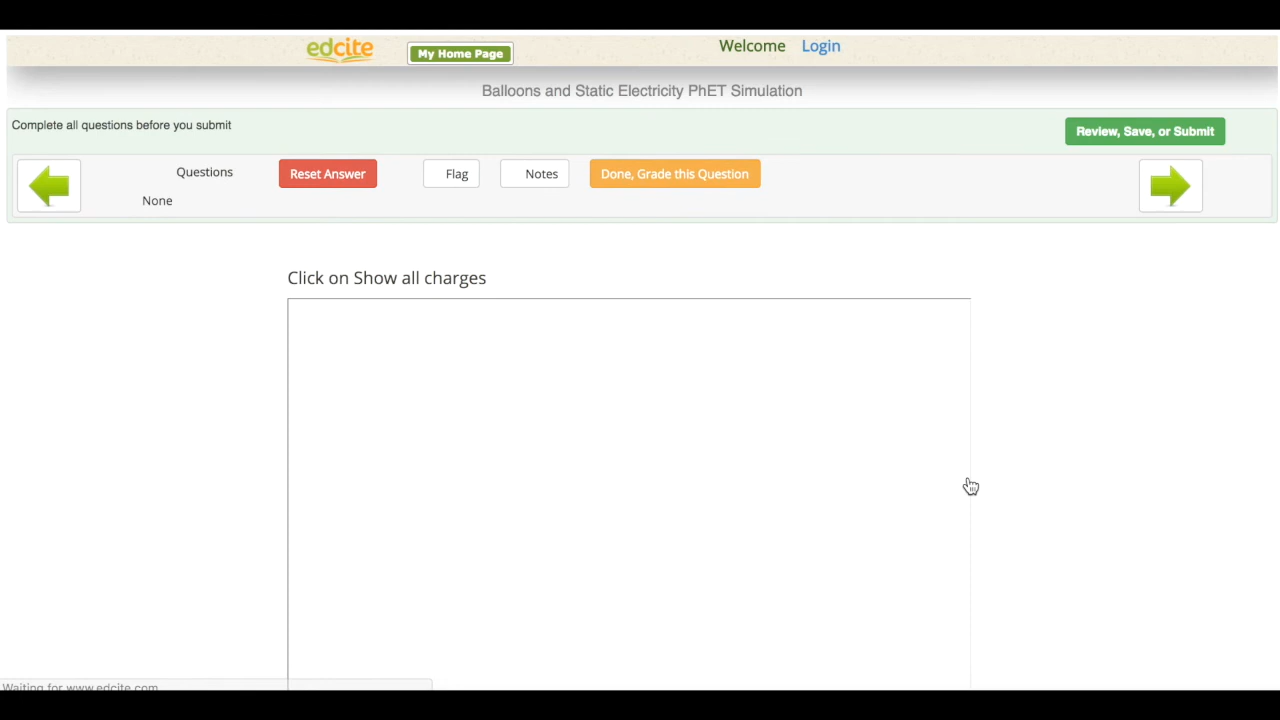 edcite
My Home Page
Welcome Login
Balloons and Static Electricity PhET Simulation
Complete all questions before you submit
Review, Save, or Submit
Questions
Reset Answer
Flag
Notes
Done, Grade this Question
None
Click on Show all charges
Waiting for www.edcite.com